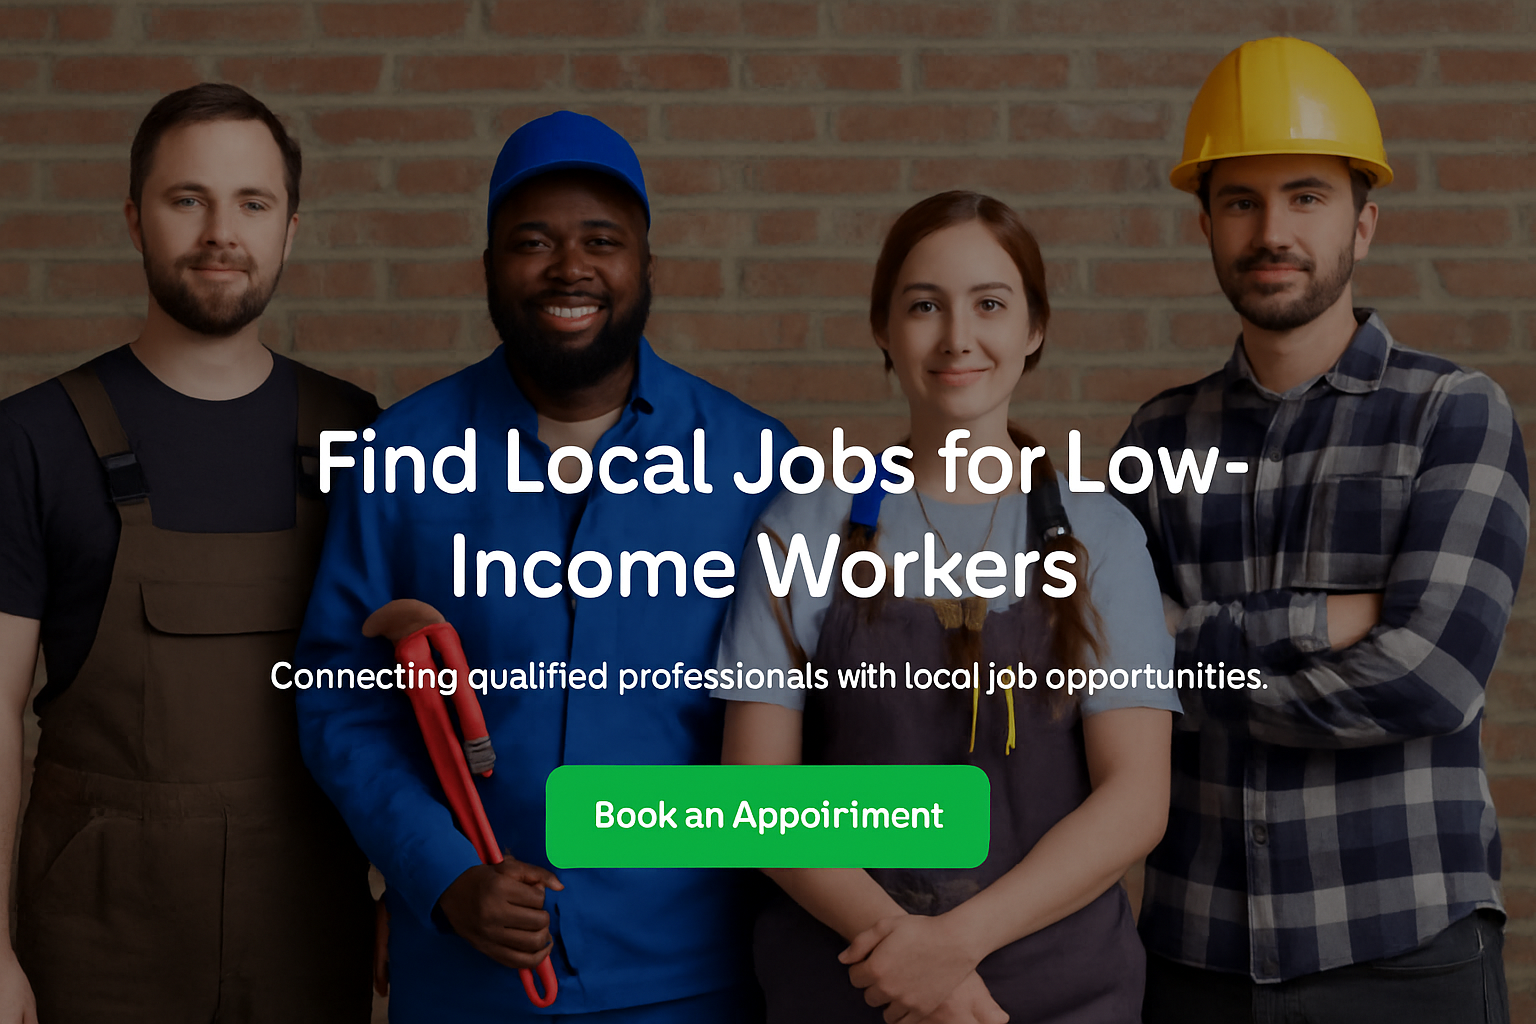 Find Local Jobs for Low-
Income Workers
Connecting qualified professionals with local job opportunities.
Book an Appoiriment